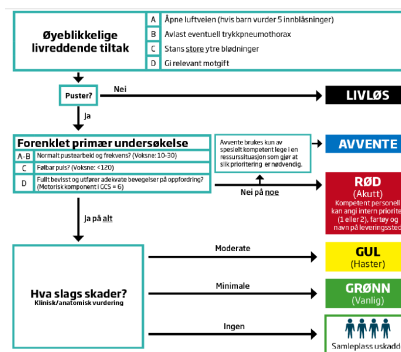 Øyeblikkelige
livreddende tiltak
A Åpne luftveien (hvis barn vurder 5 innblåsninger)
B Avlast eventuell trykkpneumothorax
C Stans store ytre blødninger
D Gi relevant motgift
Puster?
Nei
LIVLØS
Ja
Forenklet primær undersøkelse
A-B Normalt pustearbeid og frekvens? (Voksne: 10-30)
C Følbar puls? (Voksne: <120)
D Fullt bevisst og utfører adekvate bevegelser på oppfordring?
(Motorisk komponent i GCS = 6)
Avvente brukes kun av
spesielt kompetent lege i en
ressurssituasjon som gjør at
slik prioritering er nødvendig.
AVVENTE
Nei på noe
RØD
(Akutt)
Kompetent personell
kan angi intern priorite
(1 eller 2), fartøy og
navn på leveringssted
Ja på alt
Hva slags skader?
Klinisk/anatomisk vurdering
Moderate
GUL
(Haster)
Minimale
GRØNN
(Vanlig)
Ingen
Samleplass uskadd